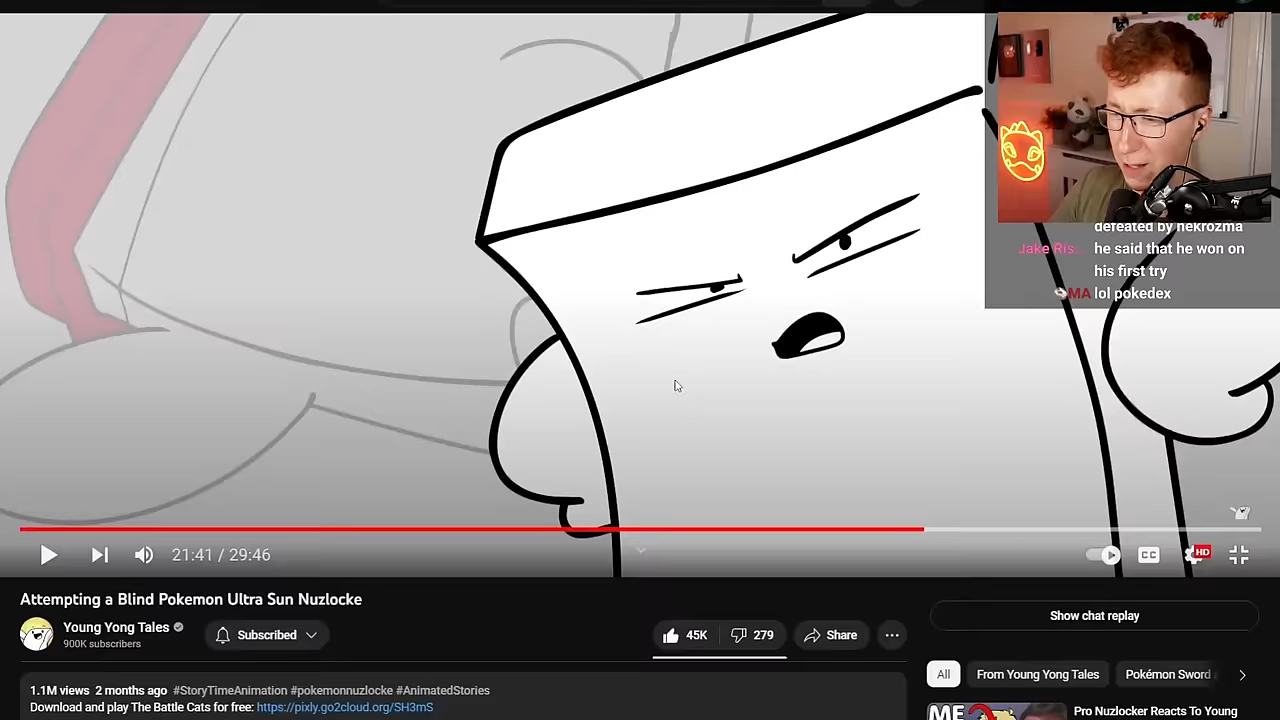 defeated by nekrozma
Jake Ris... he said that he won on
his first try
MA lol pokedex
21:41 / 29:46
CC
HD
Attempting a Blind Pokemon Ultra Sun Nuzlocke
Young Yong Tales
900K subscribers
Subscribed
45K
279
Share
Show chat replay
1.1M views 2 months ago #StoryTimeAnimation #pokemonnuzlocke #AnimatedStories
Download and play The Battle Cats for free: https://pixly.go2cloud.org/SH3mS
All
From Young Yong Tales
Pokémon Sword
ME
Pro Nuzlocker Reacts To Young